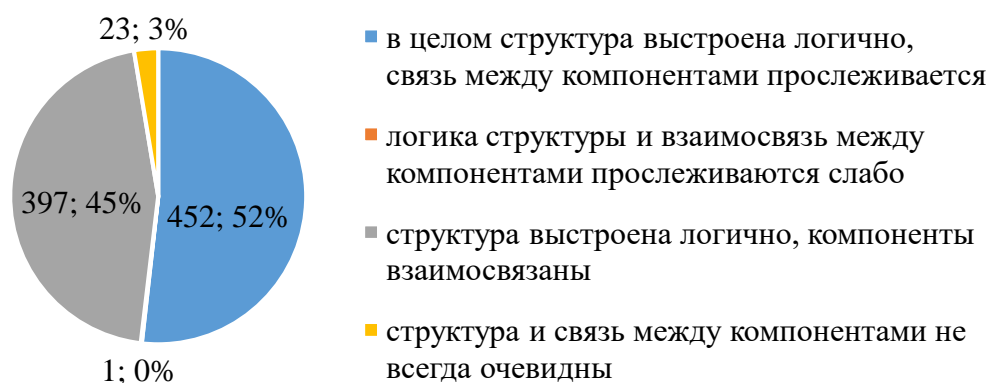 23; 3%
397; 45%
452; 52%
1; 0%
в целом структура выстроена логично,
связь между компонентами прослеживается
логика структуры и взаимосвязь между
компонентами прослеживаются слабо
структура выстроена логично, компоненты
взаимосвязаны
структура и связь между компонентами не
всегда очевидны